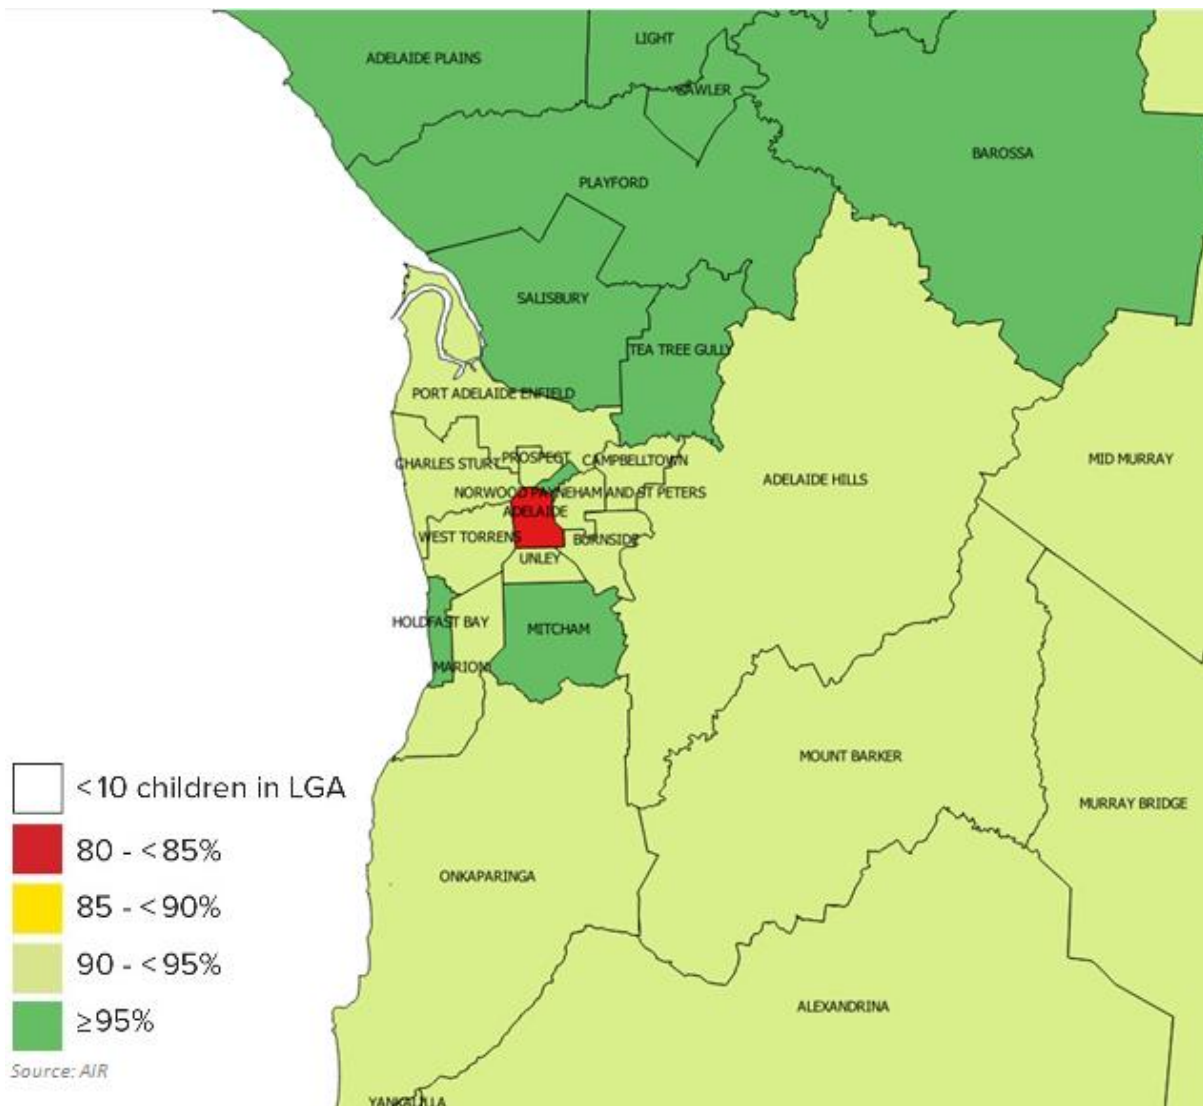 LIGHT
ADELAIDE PLAINS
GAWLER
BAROSSA
PLAYFORD
SALISBURY
TEA TREE GULLY
PORT ADELAIDE ENFIELD
PROSPECT
CAMPBELLTOWN
CHARLES STURT
MID MURRAY
ADELAIDE HILLS
NORWOOD PAYNEHAM AND ST PETERS
ADELAIDE
WEST TORRENS
BURNSIDE
UNLEY
HOLDFAST BAY
MITCHAM
MARION
MOUNT BARKER
MURRAY BRIDGE
ONKAPARINGA
ALEXANDRINA
YANKALILLA
<10 children in LGA
80 - <85%
85 - <90%
90 - <95%
≥95%
Source: AIR